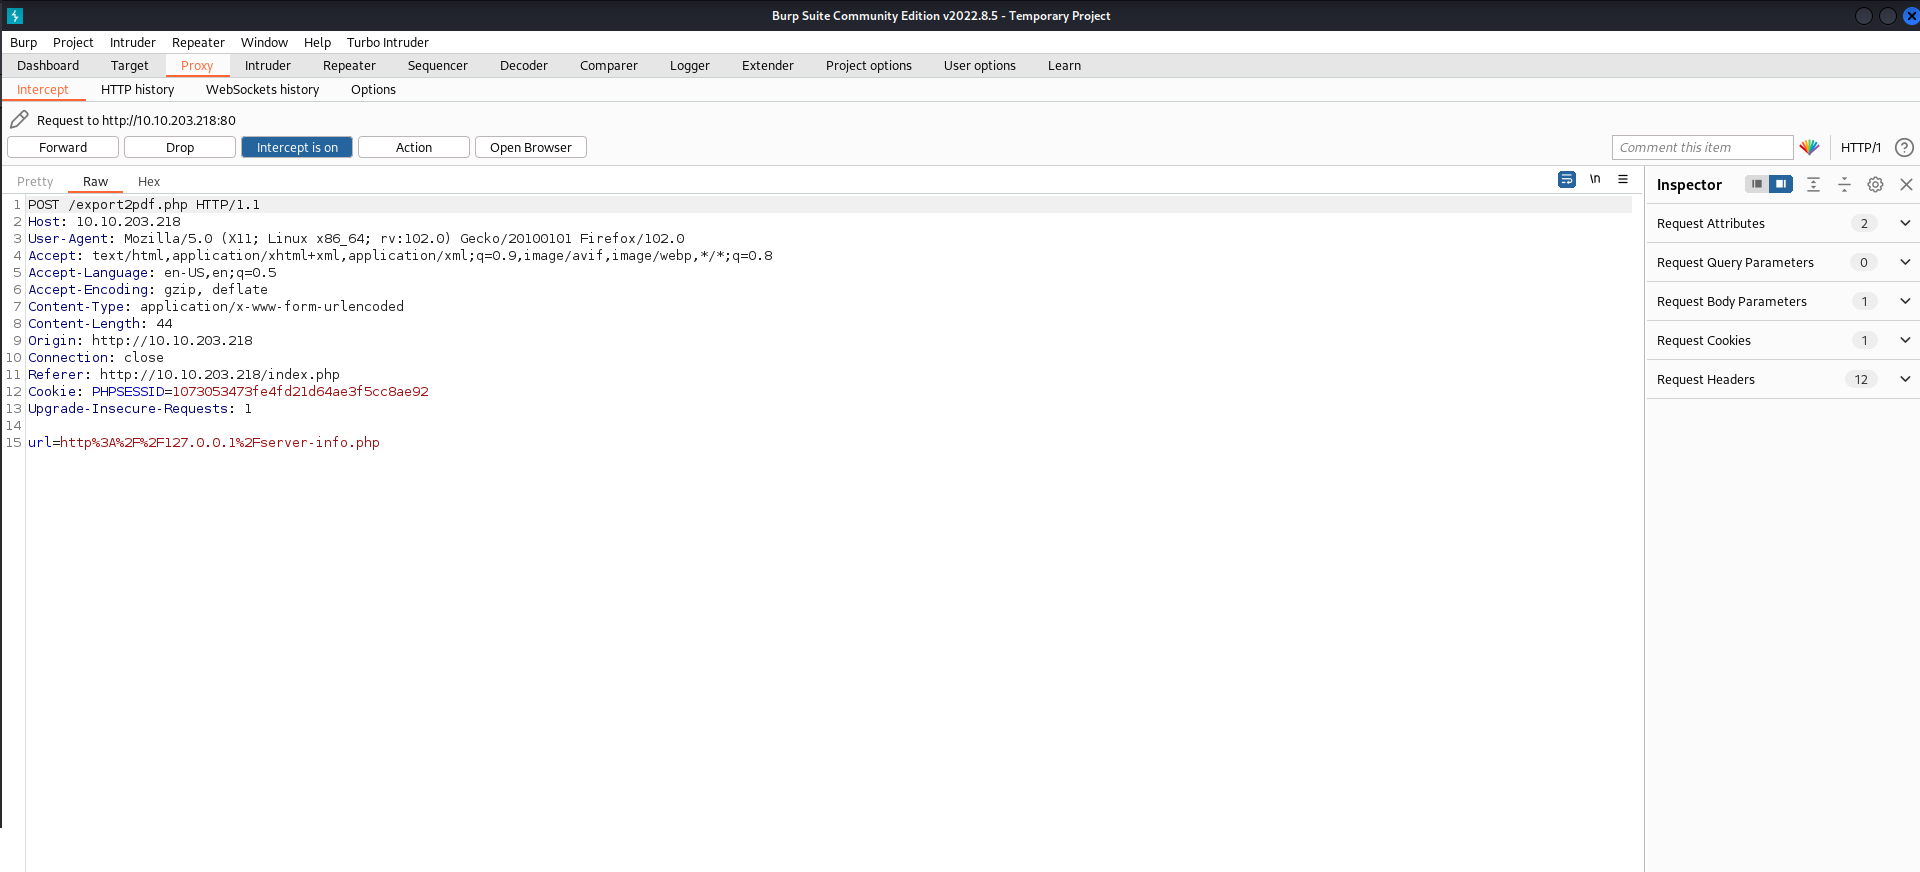 Burp Suite Community Edition v2022.8.5 - Temporary Project
Burp Project Intruder Repeater Window Help Turbo Intruder
Dashboard Target Proxy Intruder Repeater Sequencer Decoder Comparer Logger Extender Project options User options Learn
Intercept HTTP history WebSockets history Options
Request to http://10.10.203.218:80
Forward Drop Intercept is on Action Open Browser Comment this item HTTP/1 ?
Pretty Raw Hex \n
Inspector
1 POST /export2pdf.php HTTP/1.1
2 Host: 10.10.203.218
3 User-Agent: Mozilla/5.0 (X11; Linux x86_64; rv:102.0) Gecko/20100101 Firefox/102.0
4 Accept: text/html,application/xhtml+xml,application/xml;q=0.9,image/avif,image/webp,*/*;q=0.8
5 Accept-Language: en-US,en;q=0.5
6 Accept-Encoding: gzip, deflate
7 Content-Type: application/x-www-form-urlencoded
8 Content-Length: 44
9 Origin: http://10.10.203.218
10 Connection: close
11 Referer: http://10.10.203.218/index.php
12 Cookie: PHPSESSID=1073053473fe4fd21d64ae3f5cc8ae92
13 Upgrade-Insecure-Requests: 1
14
15 url=http%3A%2F%2F127.0.0.1%2Fserver-info.php
Request Attributes 2
Request Query Parameters 0
Request Body Parameters 1
Request Cookies 1
Request Headers 12